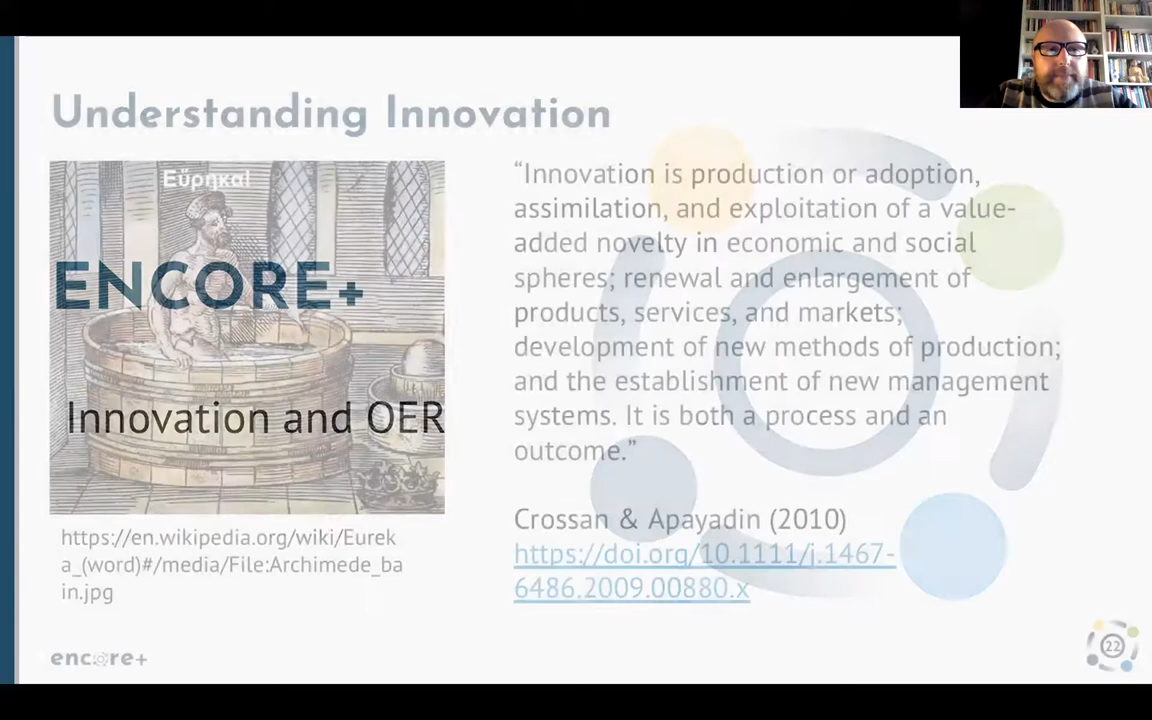 Understanding Innovation
Εὕρηκα!
ENCORE+
Innovation and OER
https://en.wikipedia.org/wiki/Eurek
a_(word)#/media/File:Archimede_ba
in.jpg
“Innovation is production or adoption,
assimilation, and exploitation of a value-
added novelty in economic and social
spheres; renewal and enlargement of
products, services, and markets;
development of new methods of production;
and the establishment of new management
systems. It is both a process and an
outcome.”
Crossan & Apayadin (2010)
https://doi.org/10.1111/j.1467-
6486.2009.00880.x
encore+
22